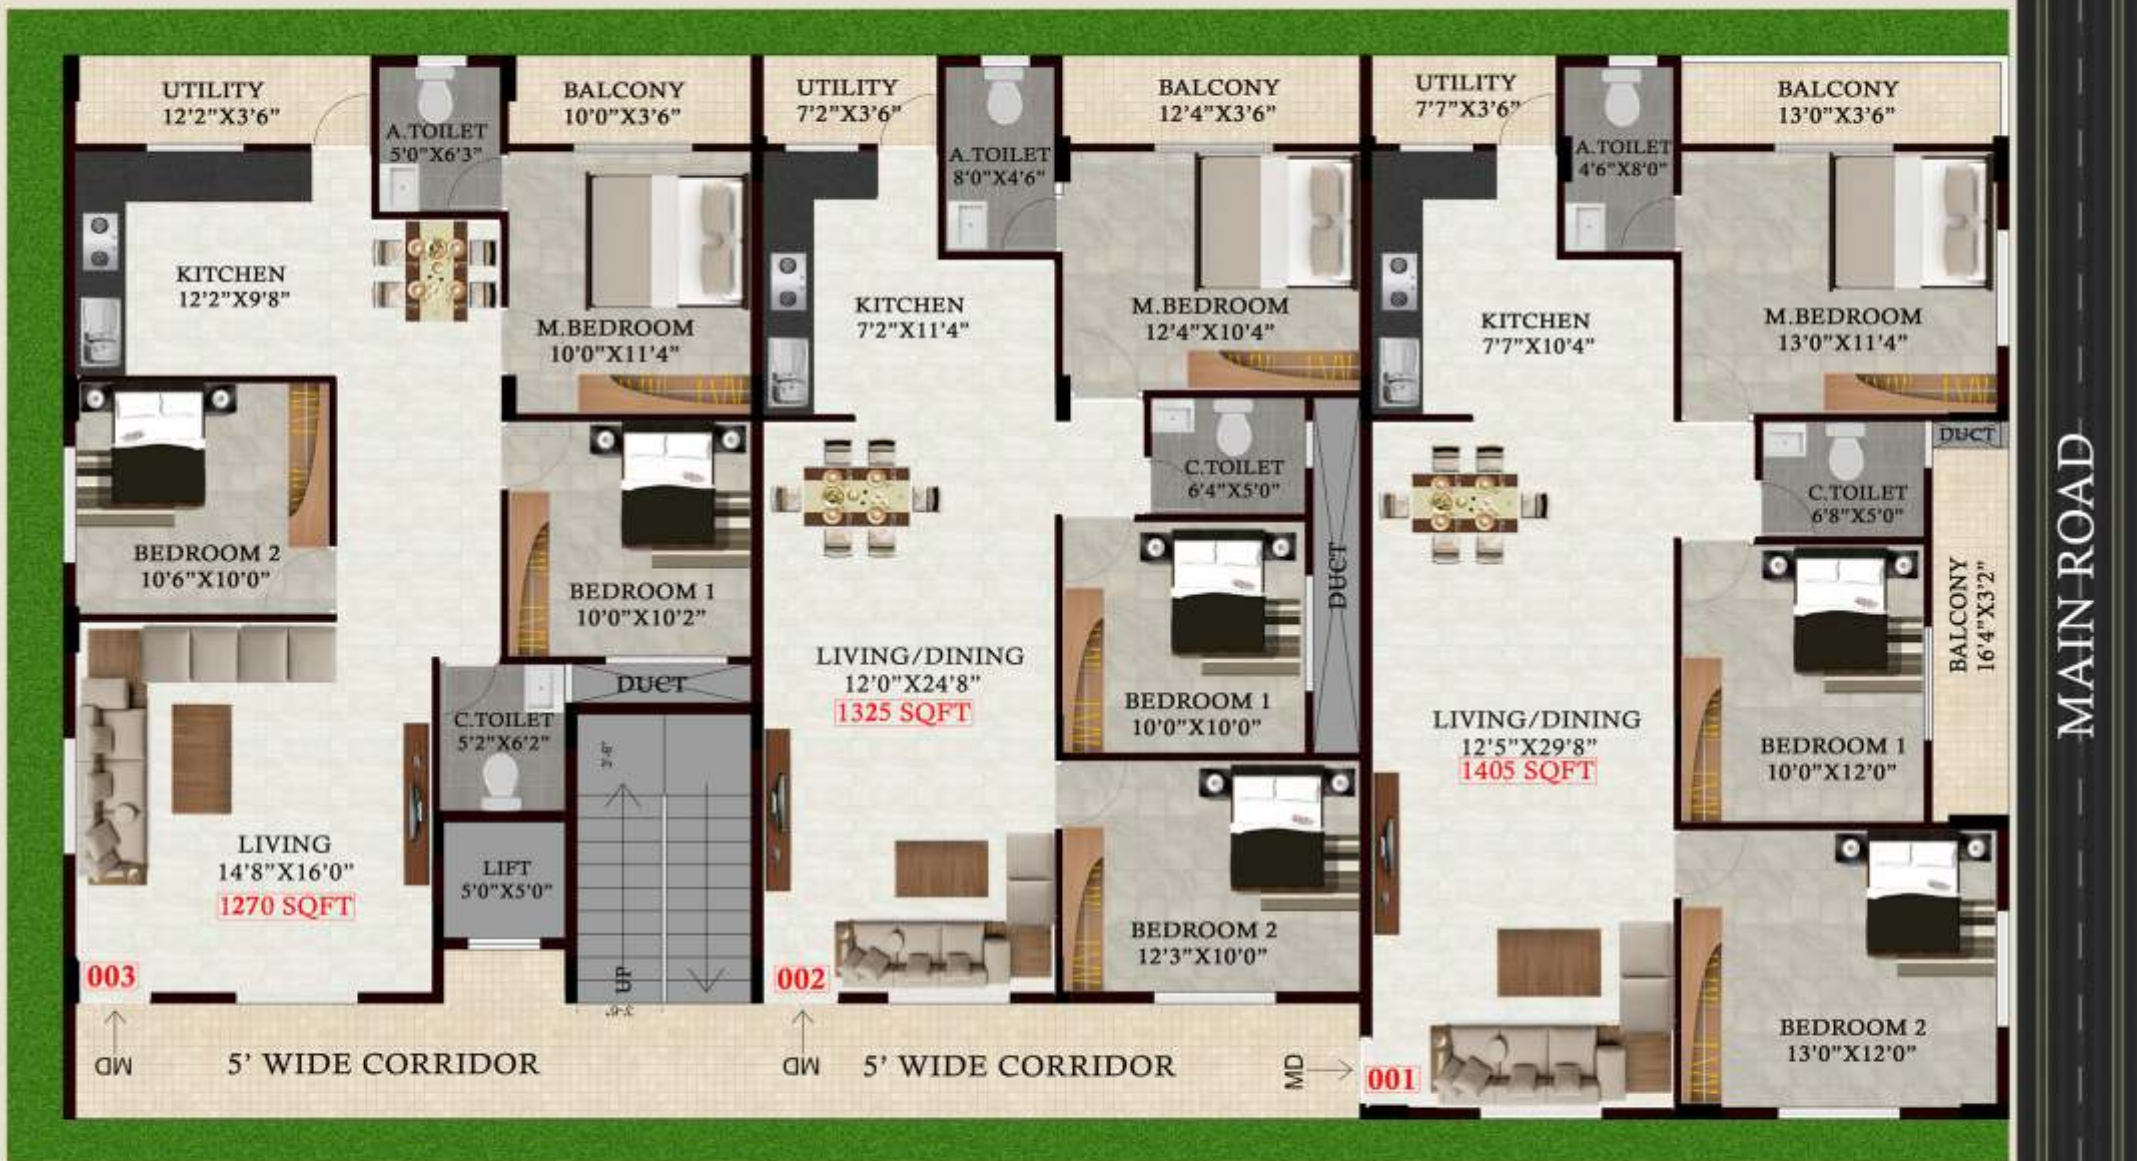 UTILITY
12'2"X3'6"
A.TOILET
5'0"X6'3"
BALCONY
10'0"X3'6"
KITCHEN
12'2"X9'8"
M.BEDROOM
10'0"X11'4"
BEDROOM 2
10'6"X10'0"
BEDROOM 1
10'0"X10'2"
DUCT
C.TOILET
5'2"X6'2"
LIVING
14'8"X16'0"
1270 SQFT
LIFT
5'0"X5'0"
UP
003
MD
5' WIDE CORRIDOR
UTILITY
7'2"X3'6"
A.TOILET
8'0"X4'6"
BALCONY
12'4"X3'6"
KITCHEN
7'2"X11'4"
M.BEDROOM
12'4"X10'4"
C.TOILET
6'4"X5'0"
DUCT
LIVING/DINING
12'0"X24'8"
1325 SQFT
BEDROOM 1
10'0"X10'0"
BEDROOM 2
12'3"X10'0"
002
MD
5' WIDE CORRIDOR
UTILITY
7'7"X3'6"
A.TOILET
4'6"X8'0"
BALCONY
13'0"X3'6"
KITCHEN
7'7"X10'4"
M.BEDROOM
13'0"X11'4"
DUCT
C.TOILET
6'8"X5'0"
BALCONY
16'4"X3'2"
LIVING/DINING
12'5"X29'8"
1405 SQFT
BEDROOM 1
10'0"X12'0"
BEDROOM 2
13'0"X12'0"
MD
001
MAIN ROAD